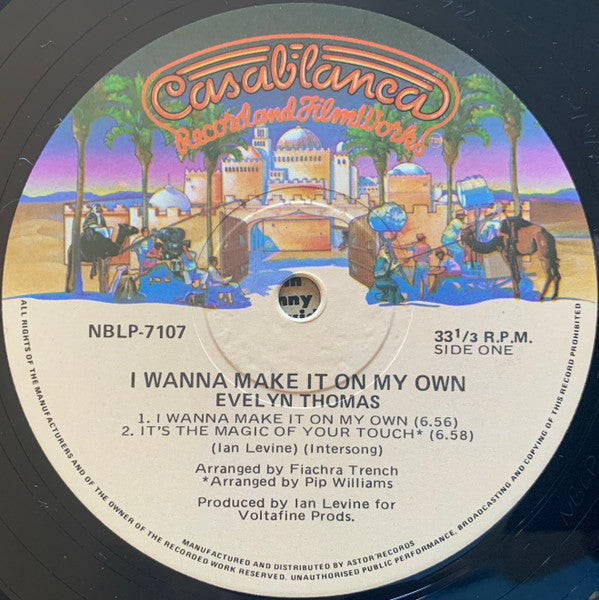 Casablanca
Record and FilmWorks
TM
NBLP-7107
33 1/3 R.P.M.
SIDE ONE
I WANNA MAKE IT ON MY OWN
EVELYN THOMAS
1. I WANNA MAKE IT ON MY OWN (6.56)
2. IT'S THE MAGIC OF YOUR TOUCH* (6.58)
(Ian Levine) (Intersong)
Arranged by Fiachra Trench
*Arranged by Pip Williams
Produced by Ian Levine for
Voltafine Prods.
MANUFACTURED AND DISTRIBUTED BY ASTOR RECORDS
ALL RIGHTS OF THE MANUFACTURERS AND OF THE OWNER OF THE RECORDED WORK RESERVED. UNAUTHORISED PUBLIC PERFORMANCE, BROADCASTING AND COPYING OF THIS RECORD PROHIBITED